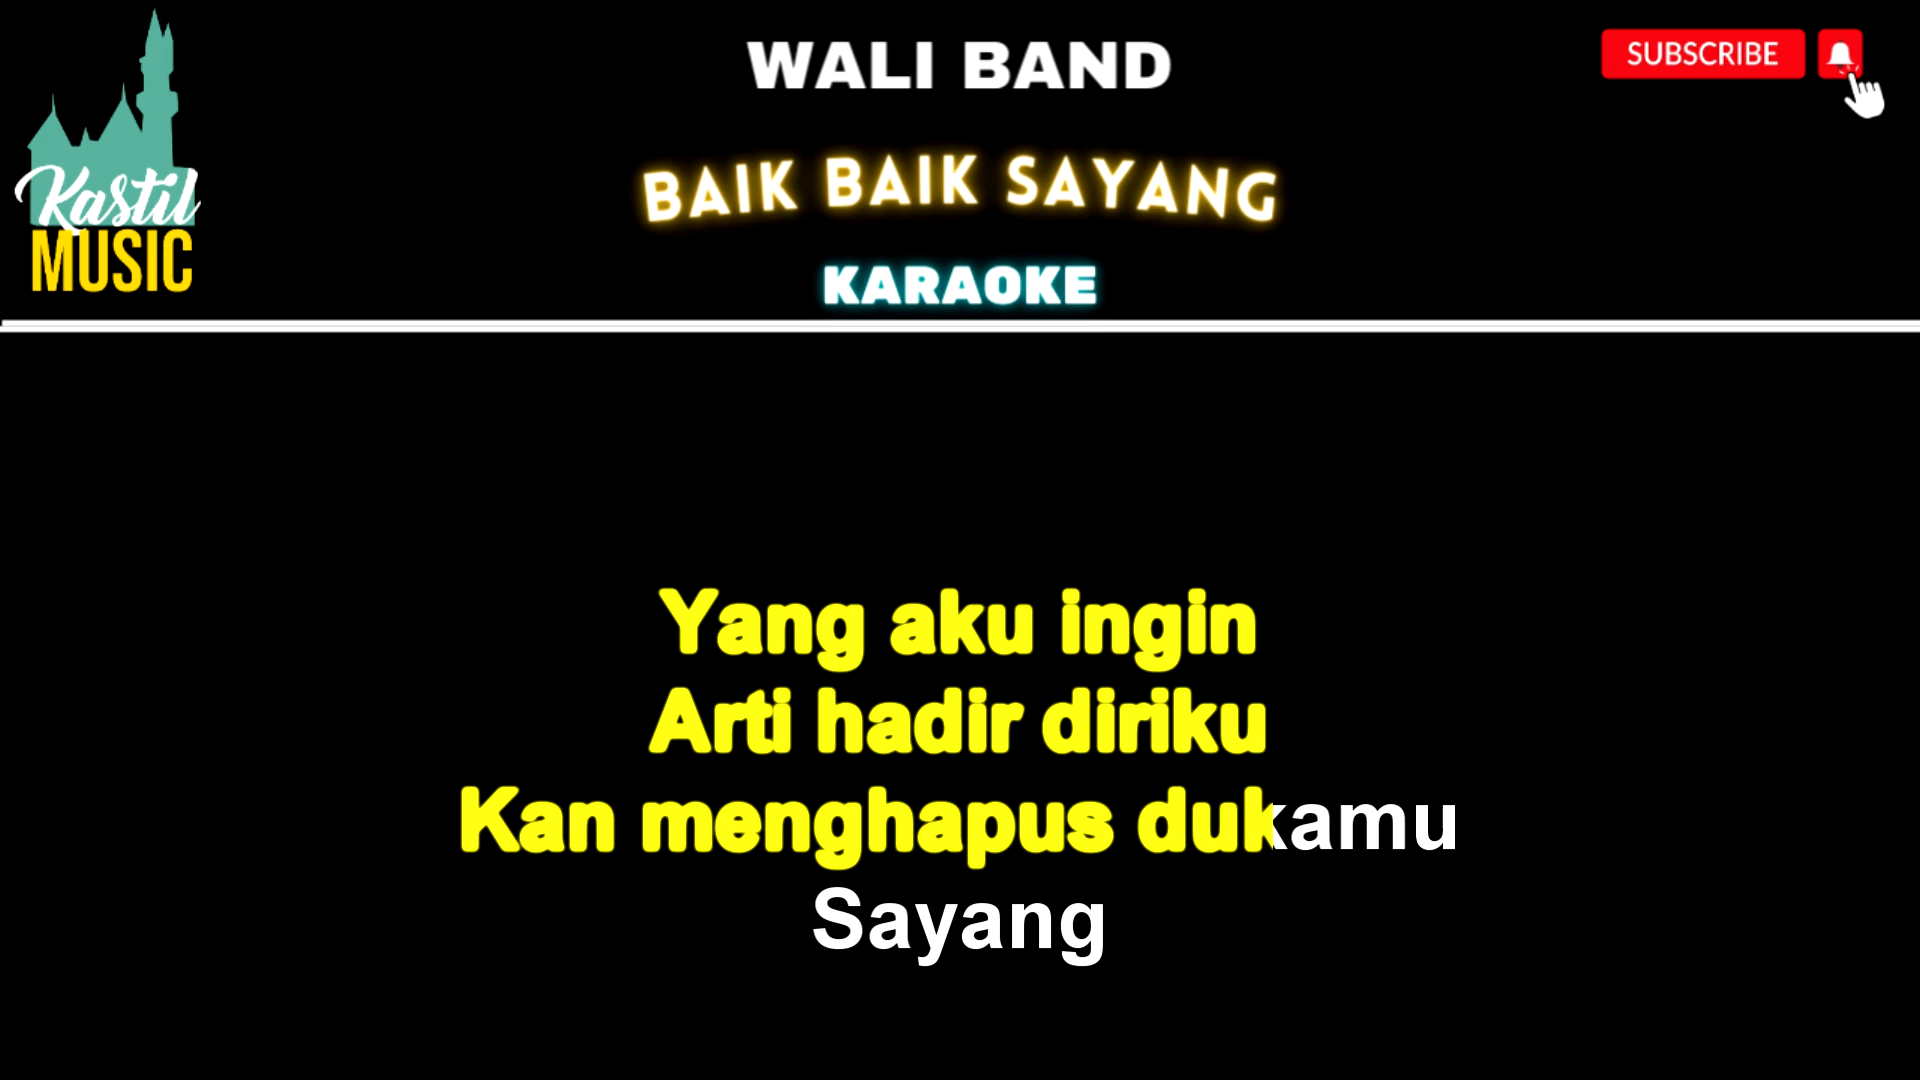 WALI BAND
SUBSCRIBE
BAIK BAIK SAYANG
Kastil
MUSIC
KARAOKE
Yang aku ingin
Arti hadir diriku
Kan menghapus dukamu
Sayang